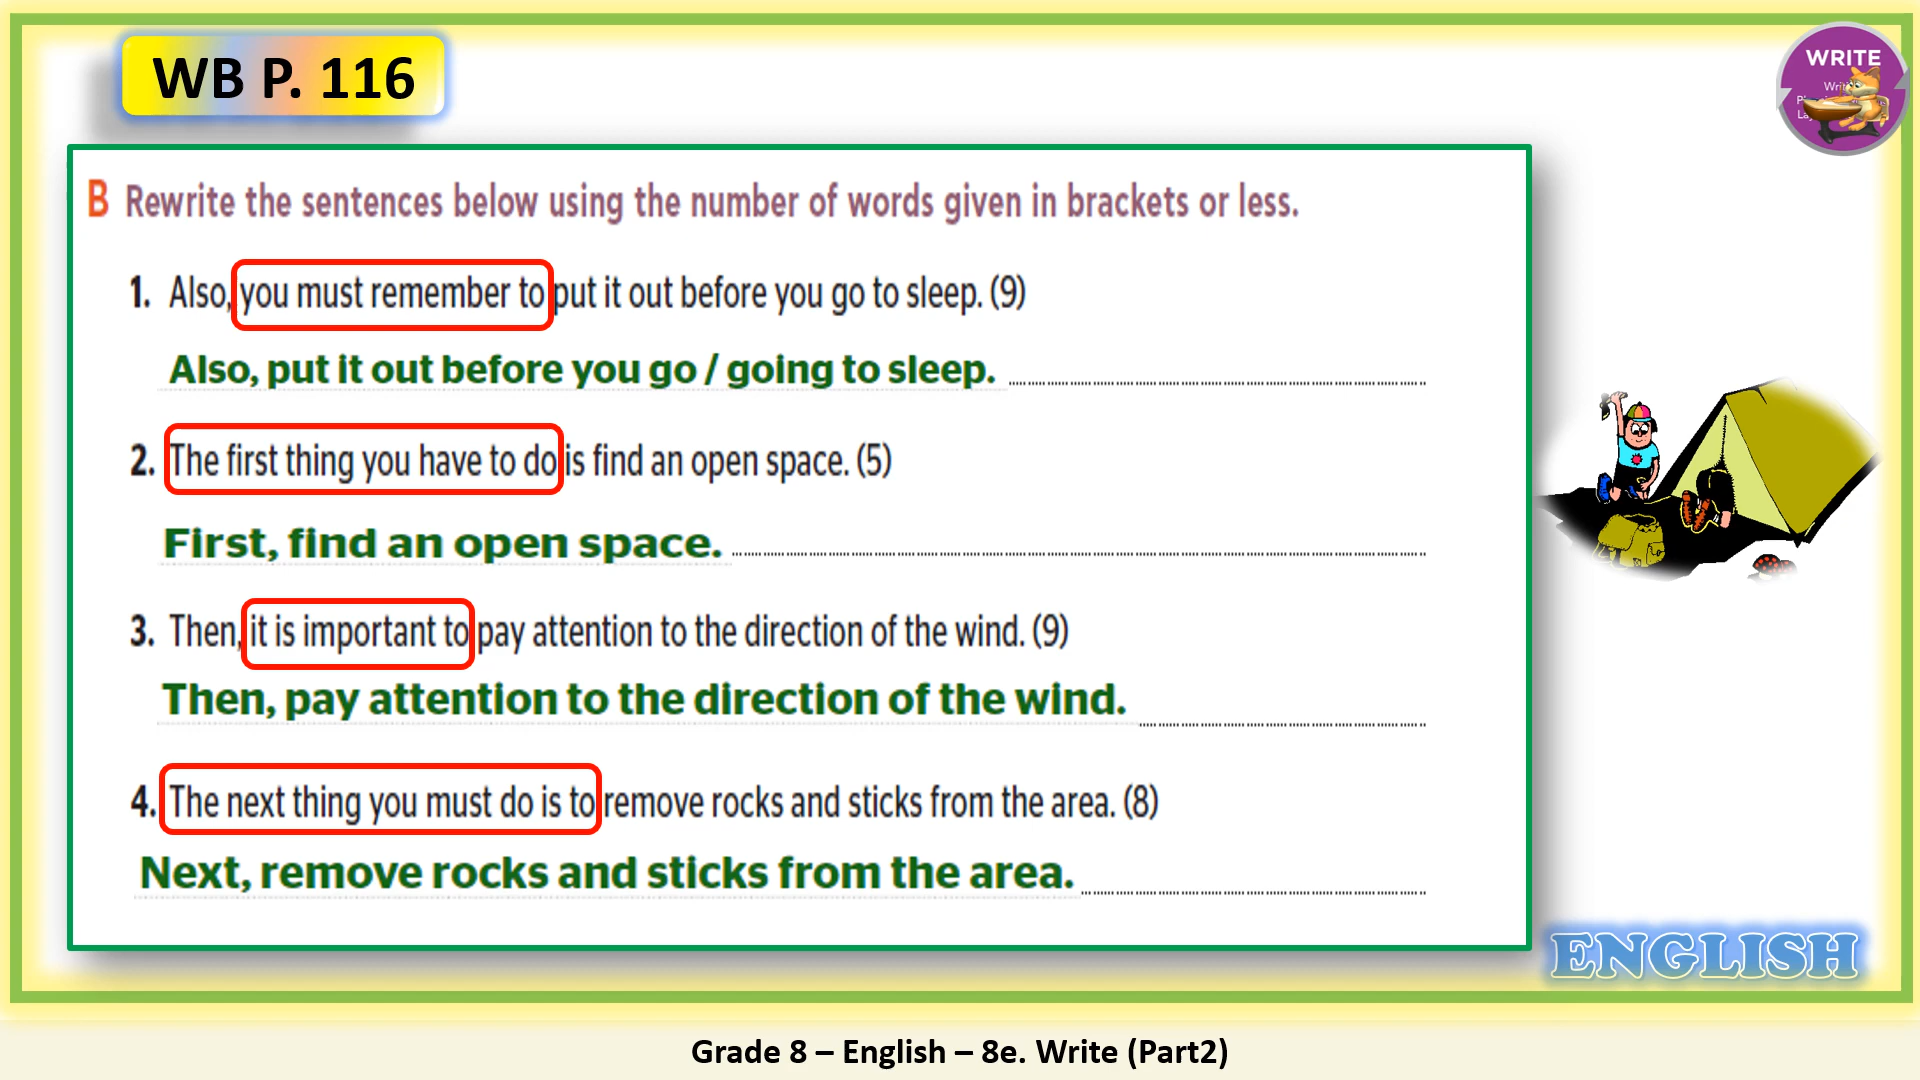 WB P. 116
WRITE
B Rewrite the sentences below using the number of words given in brackets or less.
1. Also, you must remember to put it out before you go to sleep. (9)
Also, put it out before you go / going to sleep.
2. The first thing you have to do is find an open space. (5)
First, find an open space.
3. Then, it is important to pay attention to the direction of the wind. (9)
Then, pay attention to the direction of the wind.
4. The next thing you must do is to remove rocks and sticks from the area. (8)
Next, remove rocks and sticks from the area.
ENGLISH
Grade 8 – English – 8e. Write (Part2)